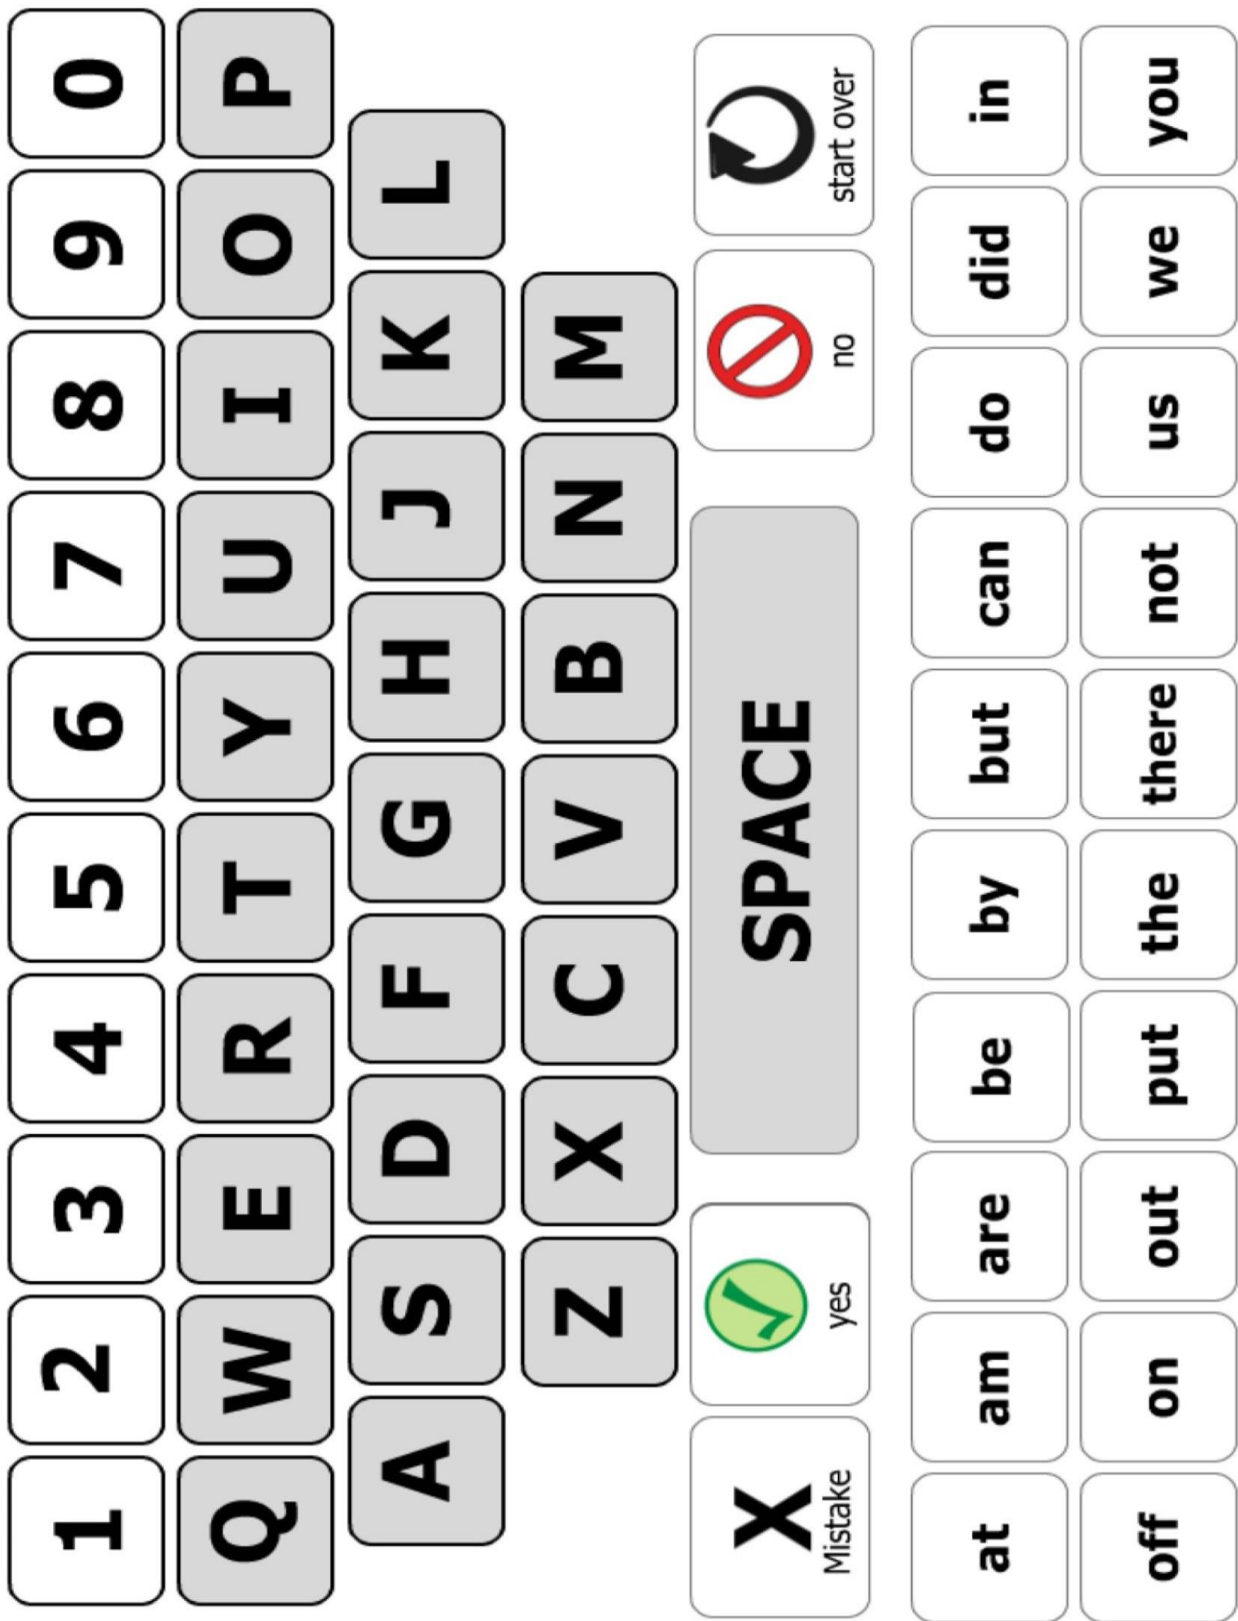 1 2 3 4 5 6 7 8 9 0
Q W E R T Y U I O P
A S D F G H J K L
Z X C V B N M
X Mistake yes SPACE no start over
at am are be by but can do did in
off on out put the there not us we you